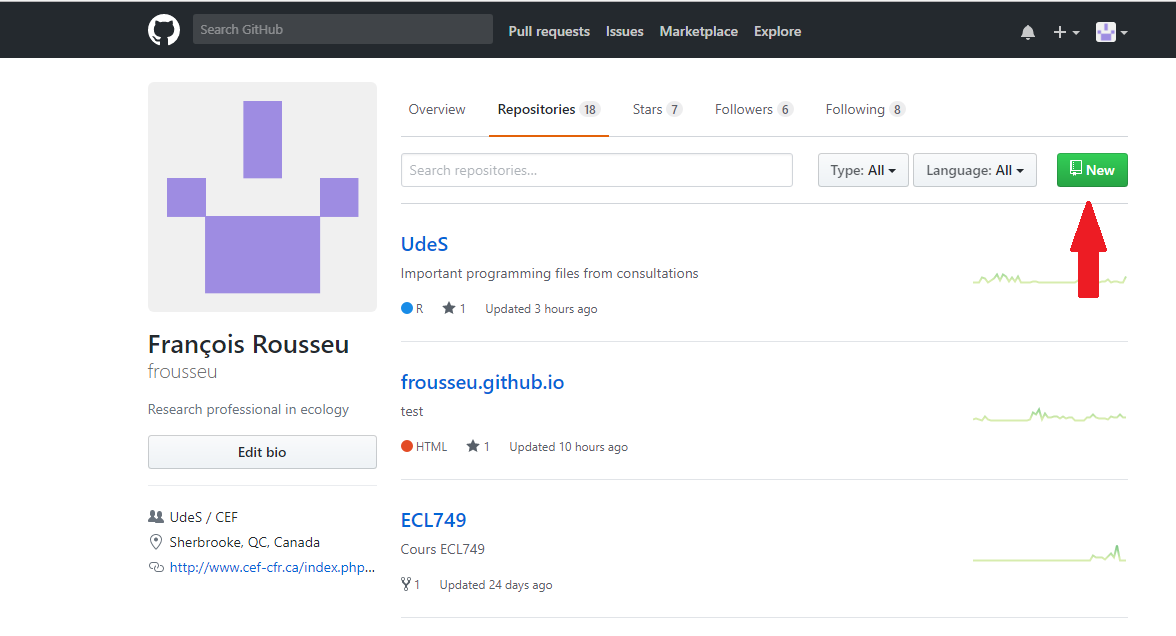 Search GitHub
Pull requests Issues Marketplace Explore
Overview Repositories 18 Stars 7 Followers 6 Following 8
Search repositories...
Type: All
Language: All
New
UdeS
Important programming files from consultations
R 1 Updated 3 hours ago
frousseu.github.io
test
HTML 1 Updated 10 hours ago
ECL749
Cours ECL749
1 Updated 24 days ago
François Rousseu
frousseu
Research professional in ecology
Edit bio
UdeS / CEF
Sherbrooke, QC, Canada
http://www.cef-cfr.ca/index.php...